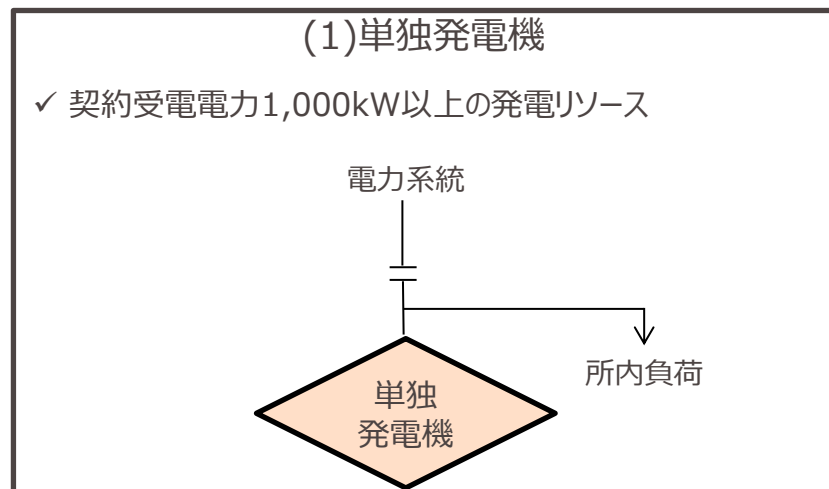 (1)単独発電機
✓ 契約受電電力1,000kW以上の発電リソース
電力系統
所内負荷
単独
発電機